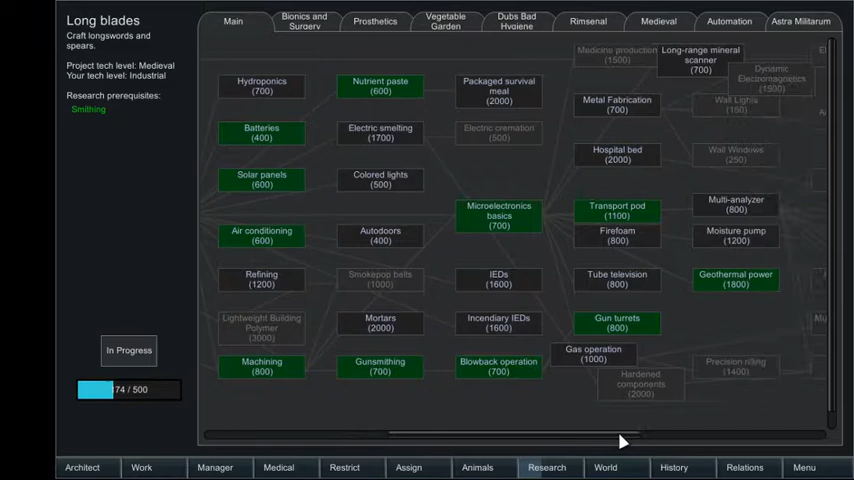 Long blades
Craft longswords and
spears.
Project tech level: Medieval
Your tech level: Industrial
Research prerequisites:
Smithing
In Progress
174 / 500
Main
Bionics and
Surgery
Prosthetics
Vegetable
Garden
Dubs Bad
Hygiene
Rimsenal
Medieval
Automation
Astra Militarum
Medicine production
(1500)
Long-range mineral
scanner
(700)
Dynamic
Electromagnetics
(1900)
Hydroponics
(700)
Nutrient paste
(600)
Packaged survival
meal
(2000)
Metal Fabrication
(700)
Wall Lights
(150)
Batteries
(400)
Electric smelting
(1700)
Electric cremation
(500)
Hospital bed
(2000)
Wall Windows
(250)
Solar panels
(600)
Colored lights
(500)
Microelectronics
basics
(700)
Transport pod
(1100)
Multi-analyzer
(800)
Air conditioning
(600)
Autodoors
(400)
Firefoam
(800)
Moisture pump
(1200)
Refining
(1200)
Smokepop belts
(1000)
IEDs
(1600)
Tube television
(800)
Geothermal power
(1800)
Lightweight Building
Polymer
(3000)
Mortars
(2000)
Incendiary IEDs
(1600)
Gun turrets
(800)
Gas operation
(1000)
Machining
(800)
Gunsmithing
(700)
Blowback operation
(700)
Hardened
components
(2000)
Precision rifling
(1400)
Architect
Work
Manager
Medical
Restrict
Assign
Animals
Research
World
History
Relations
Menu